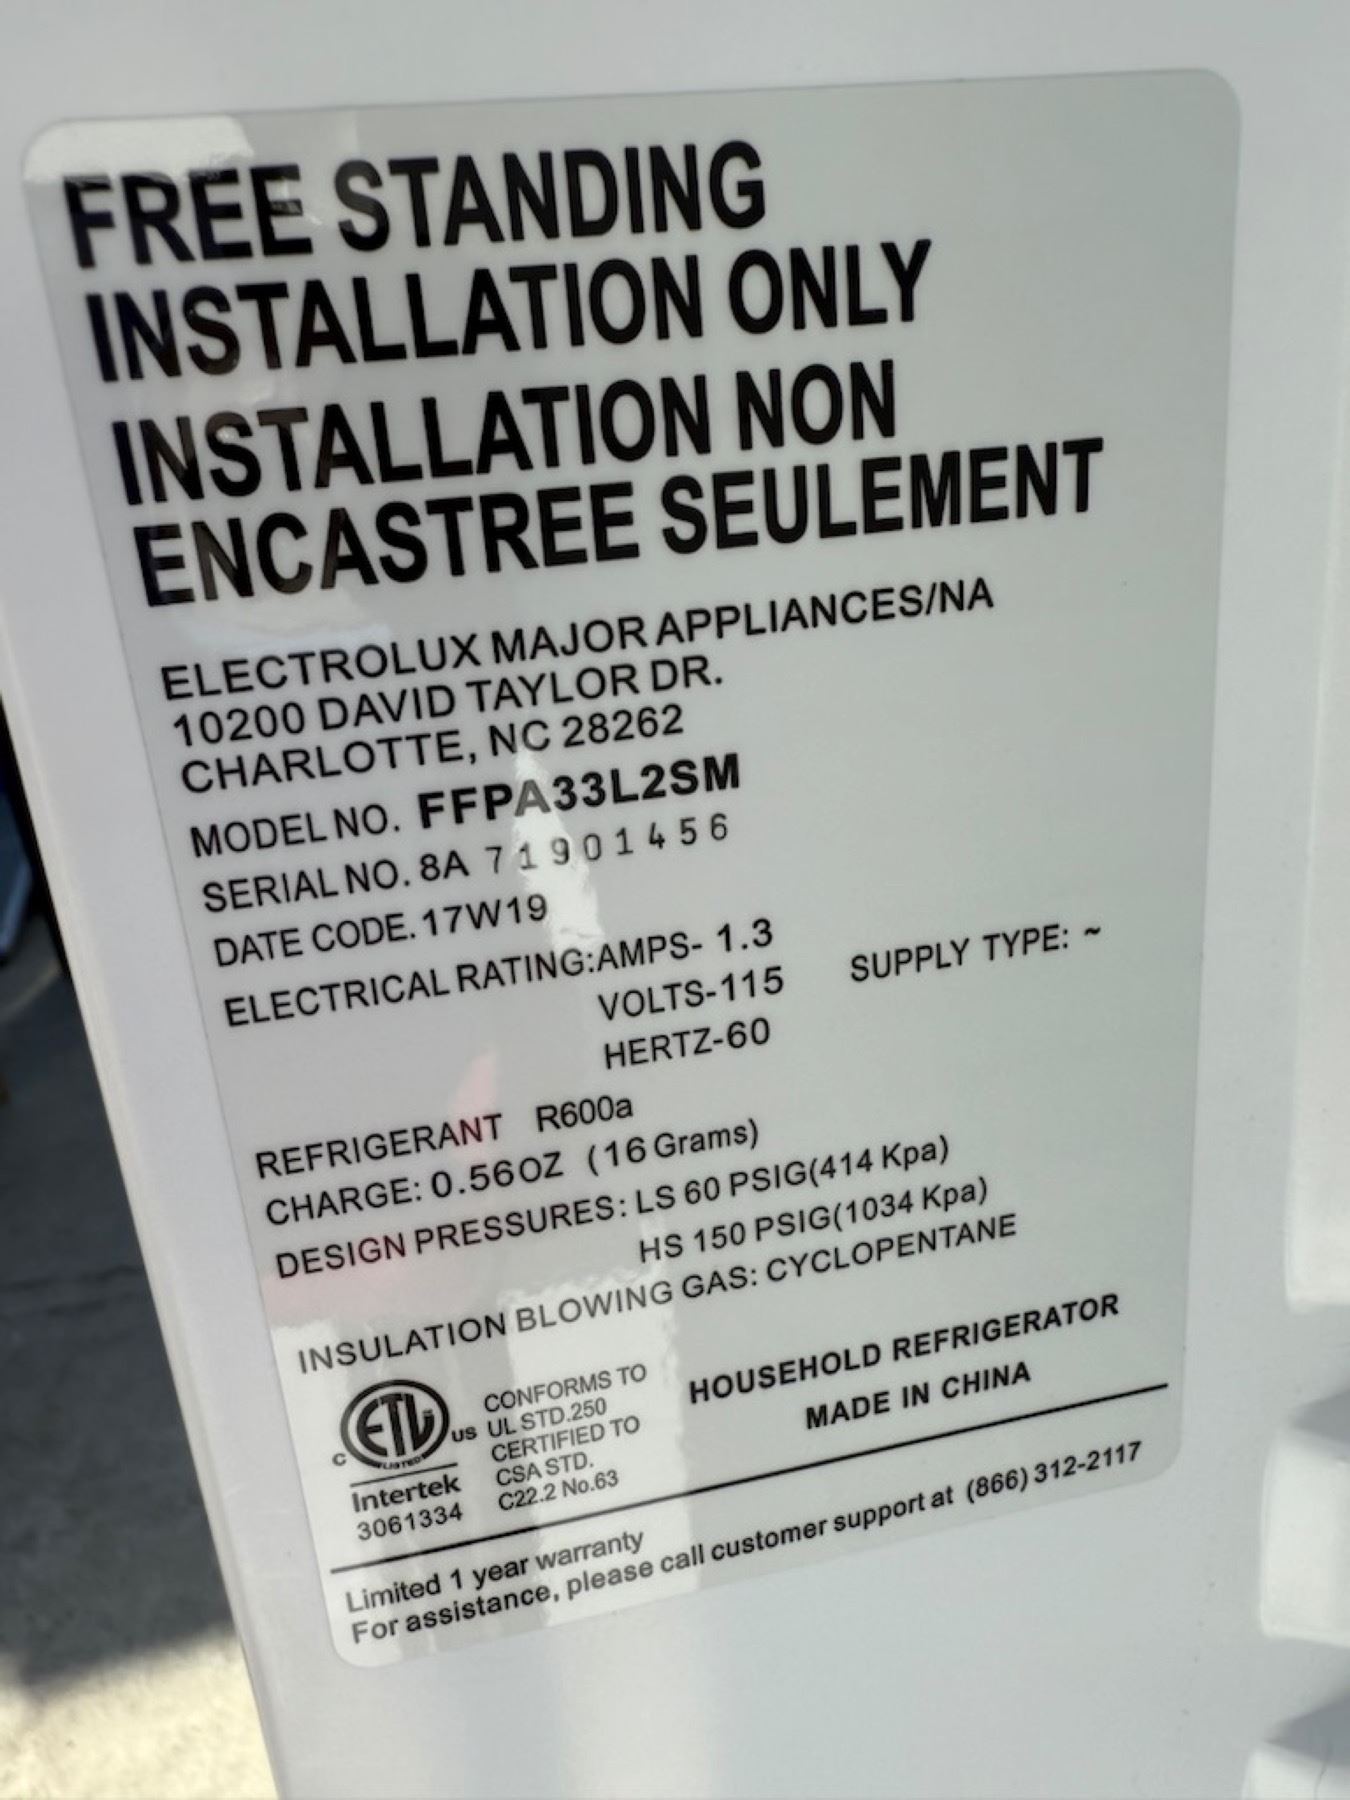 FREE STANDING
INSTALLATION ONLY
INSTALLATION NON
ENCASTREE SEULEMENT
ELECTROLUX MAJOR APPLIANCES/NA
10200 DAVID TAYLOR DR.
CHARLOTTE, NC 28262
MODEL NO. FFPA33L2SM
SERIAL NO. 8A 71901456
DATE CODE. 17W19
ELECTRICAL RATING:AMPS- 1.3 SUPPLY TYPE: ~
VOLTS-115
HERTZ-60
REFRIGERANT R600a
CHARGE: 0.56OZ (16 Grams)
DESIGN PRESSURES: LS 60 PSIG(414 Kpa)
HS 150 PSIG(1034 Kpa)
INSULATION BLOWING GAS: CYCLOPENTANE
C ETL US
LISTED
Intertek
3061334
CONFORMS TO
UL STD.250
CERTIFIED TO
CSA STD.
C22.2 No.63
HOUSEHOLD REFRIGERATOR
MADE IN CHINA
Limited 1 year warranty
For assistance, please call customer support at (866) 312-2117